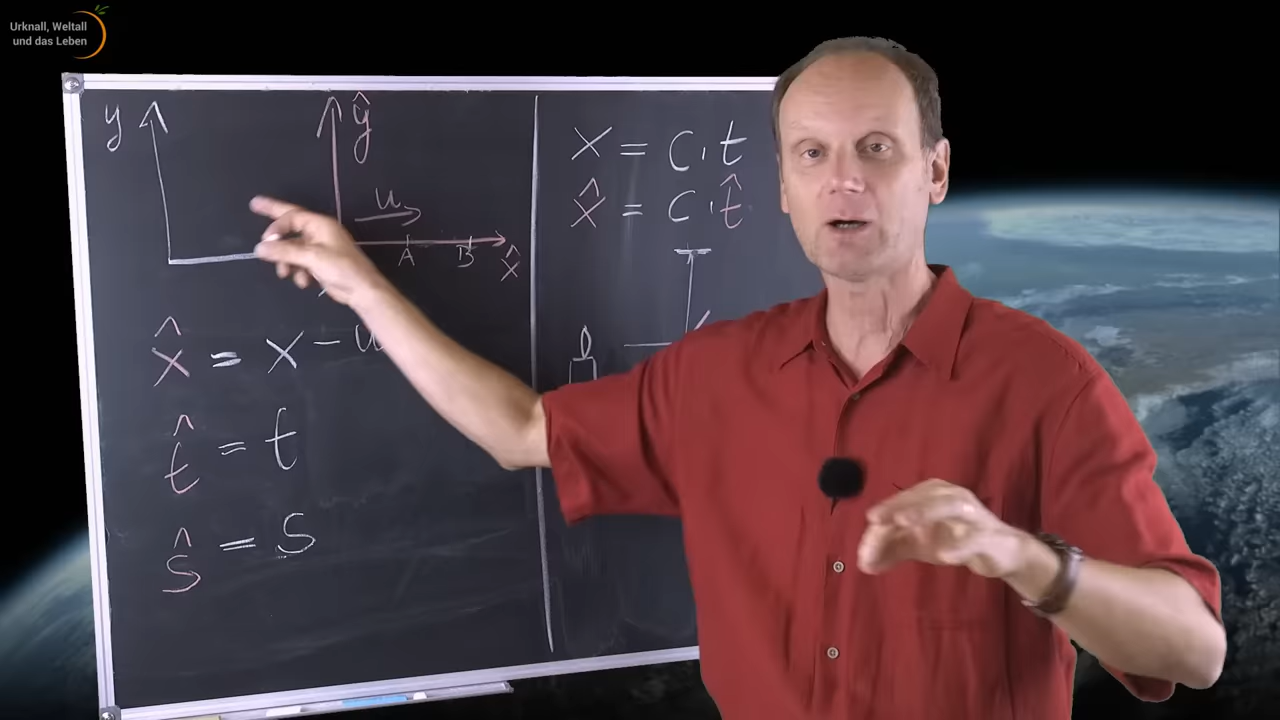 Urknall, Weltall
und das Leben
y
ŷ
u
A B
x̂
x̂ = x - u
t̂ = t
ŝ = s
x = c · t
x̂ = c · t̂